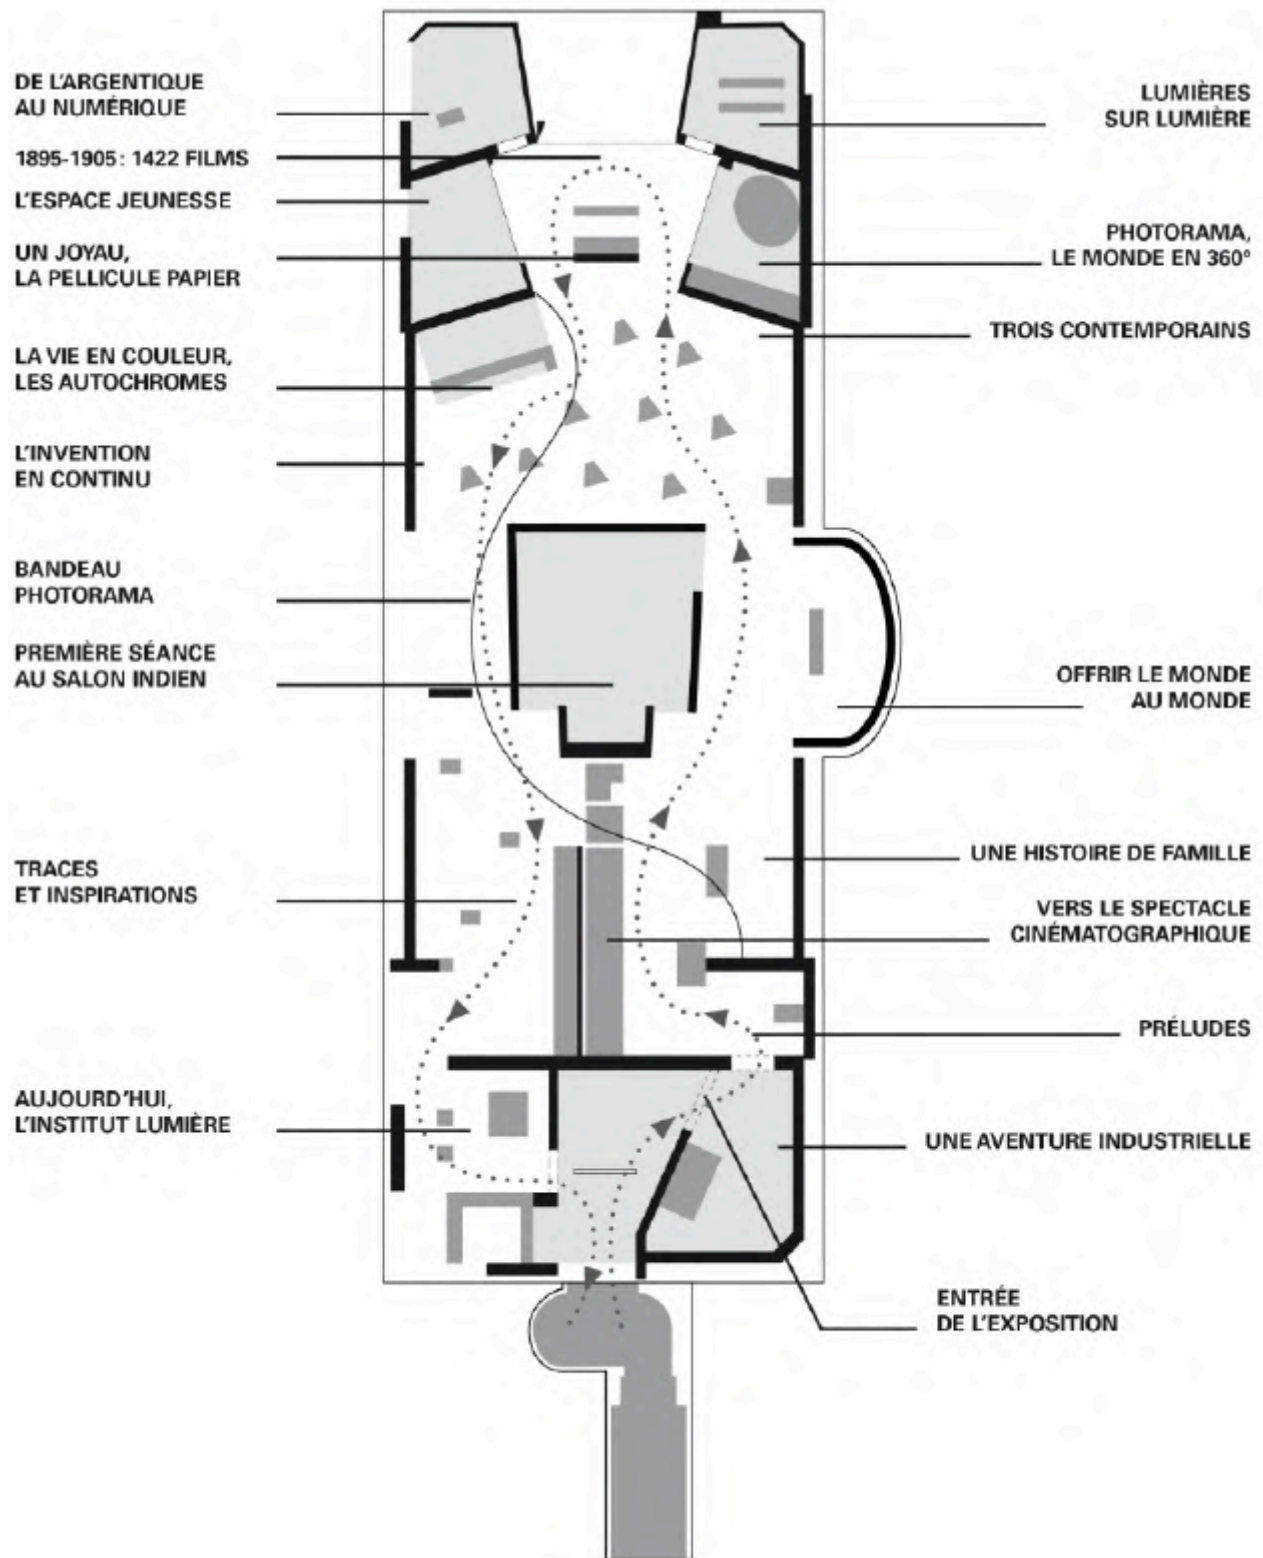 DE L'ARGENTIQUE
AU NUMÉRIQUE
1895-1905 : 1422 FILMS
L'ESPACE JEUNESSE
UN JOYAU,
LA PELLICULE PAPIER
LA VIE EN COULEUR,
LES AUTOCHROMES
L'INVENTION
EN CONTINU
BANDEAU
PHOTORAMA
PREMIÈRE SÉANCE
AU SALON INDIEN
TRACES
ET INSPIRATIONS
AUJOURD'HUI,
L'INSTITUT LUMIÈRE
LUMIÈRES
SUR LUMIÈRE
PHOTORAMA,
LE MONDE EN 360°
TROIS CONTEMPORAINS
OFFRIR LE MONDE
AU MONDE
UNE HISTOIRE DE FAMILLE
VERS LE SPECTACLE
CINÉMATOGRAPHIQUE
PRÉLUDES
UNE AVENTURE INDUSTRIELLE
ENTRÉE
DE L'EXPOSITION